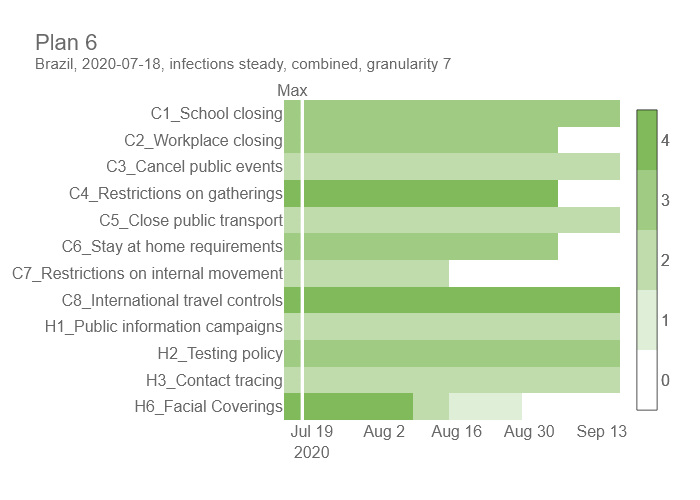 Plan 6
Brazil, 2020-07-18, infections steady, combined, granularity 7
Max
C1_School closing
C2_Workplace closing
C3_Cancel public events
C4_Restrictions on gatherings
C5_Close public transport
C6_Stay at home requirements
C7_Restrictions on internal movement
C8_International travel controls
H1_Public information campaigns
H2_Testing policy
H3_Contact tracing
H6_Facial Coverings
Jul 19 Aug 2 Aug 16 Aug 30 Sep 13
2020
4
3
2
1
0